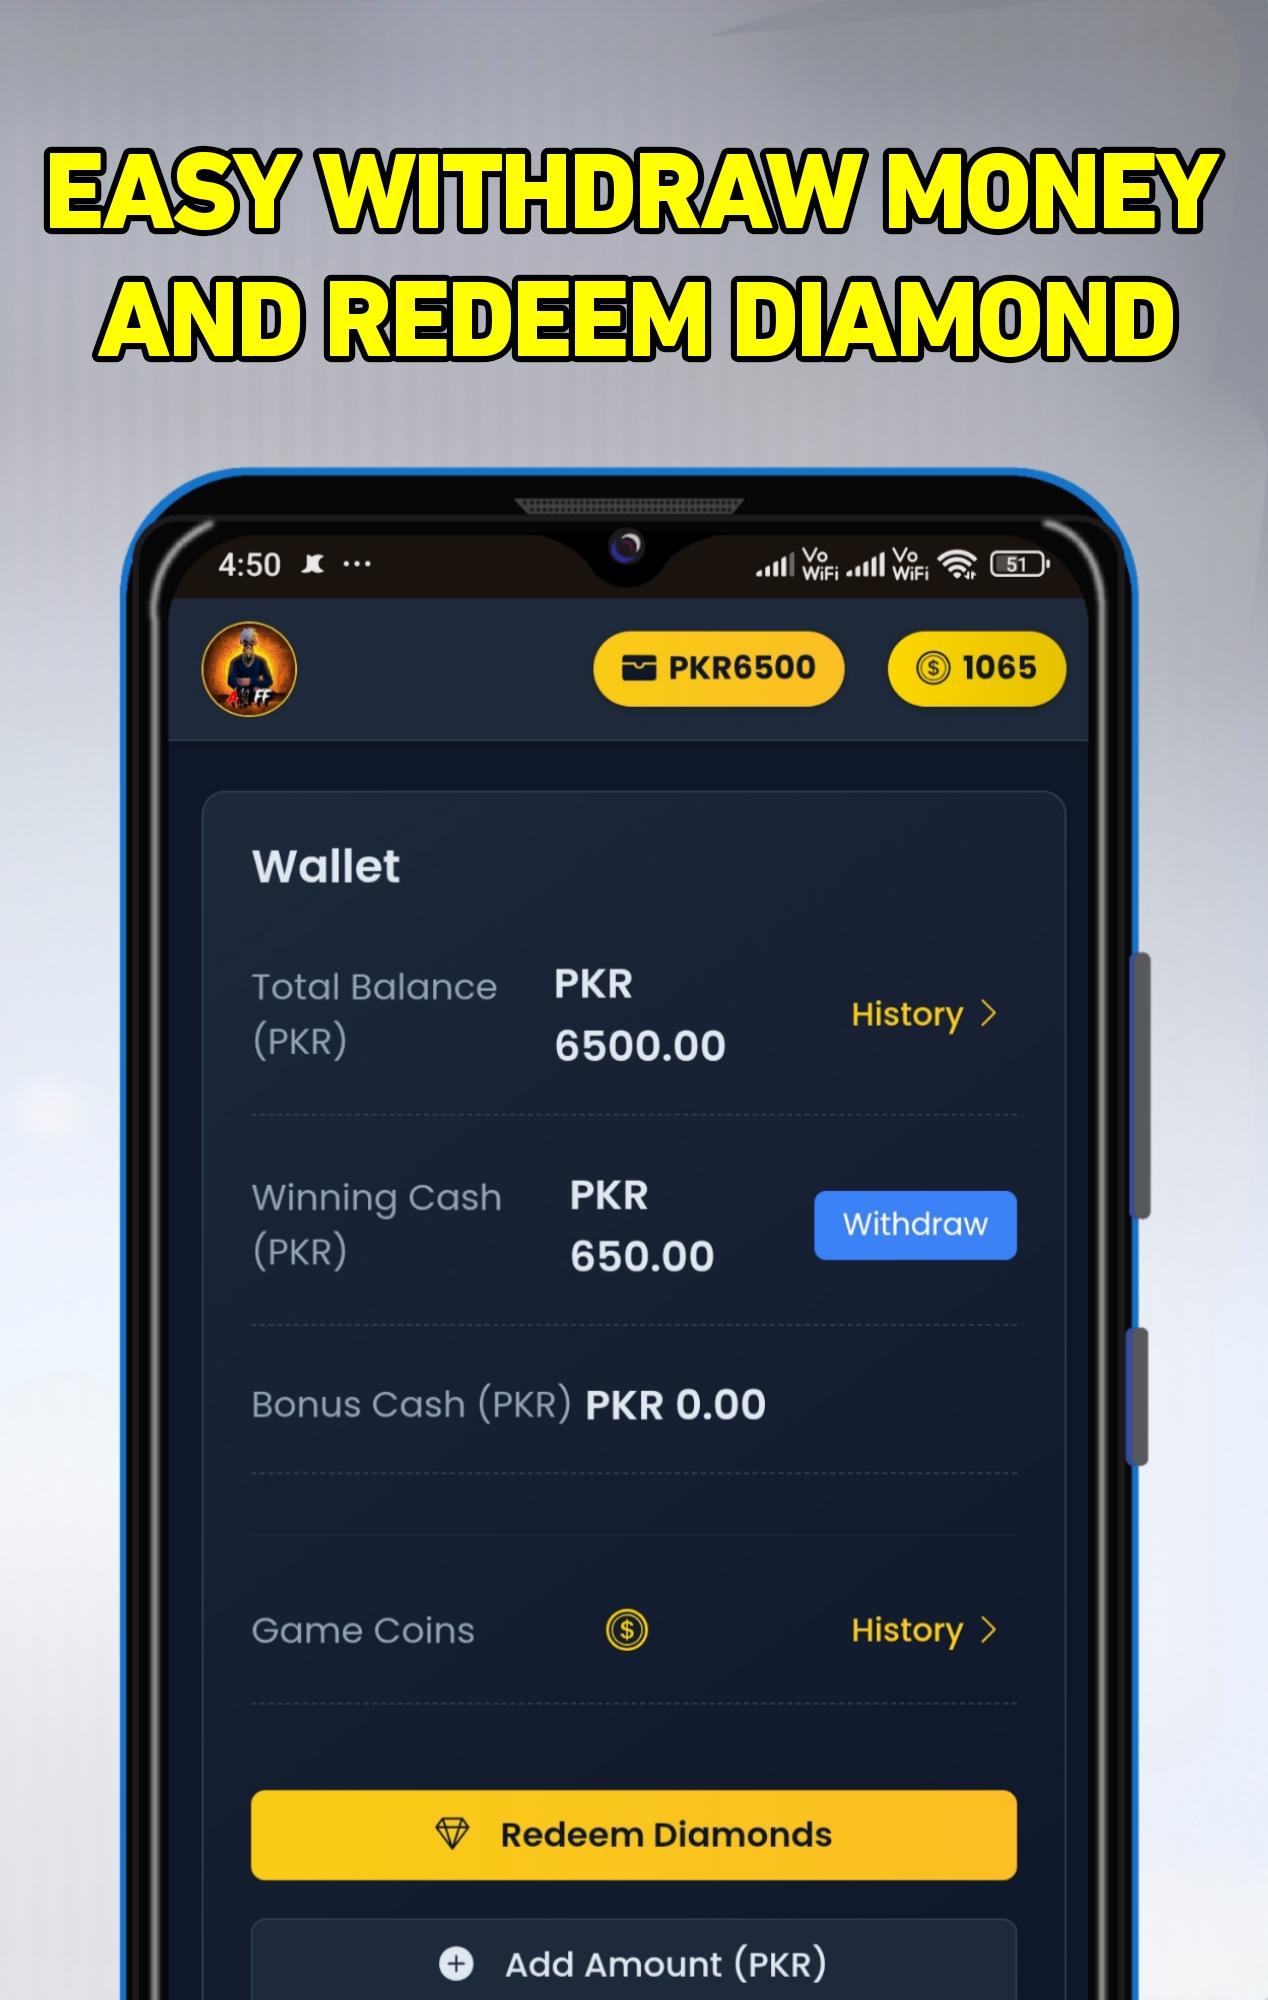 EASY WITHDRAW MONEY
AND REDEEM DIAMOND
4:50 ... Vo WiFi Vo WiFi 51
PKR6500 1065
Wallet
Total Balance (PKR)
PKR 6500.00
History >
Winning Cash (PKR)
PKR 650.00
Withdraw
Bonus Cash (PKR) PKR 0.00
Game Coins
History >
Redeem Diamonds
Add Amount (PKR)